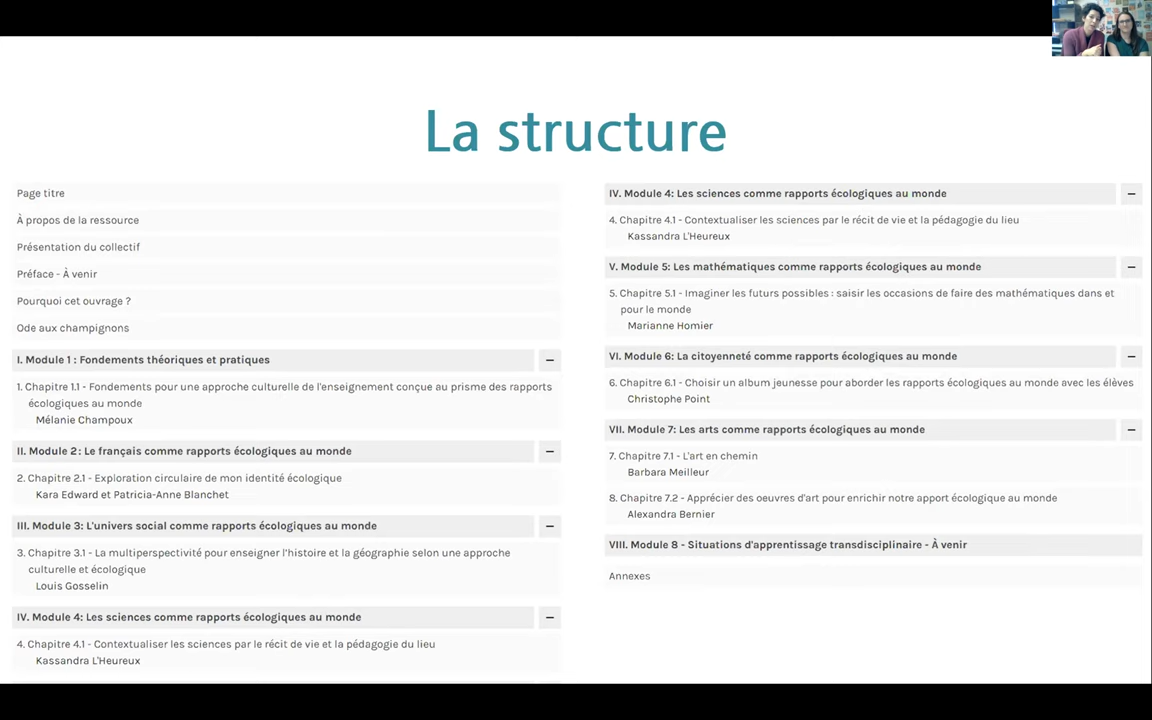 La structure
Page titre
À propos de la ressource
Présentation du collectif
Préface - À venir
Pourquoi cet ouvrage ?
Ode aux champignons
I. Module 1 : Fondements théoriques et pratiques
1. Chapitre 1.1 - Fondements pour une approche culturelle de l'enseignement conçue au prisme des rapports
écologiques au monde
Mélanie Champoux
II. Module 2 : Le français comme rapports écologiques au monde
2. Chapitre 2.1 - Exploration circulaire de mon identité écologique
Kara Edward et Patricia-Anne Blanchet
III. Module 3: L'univers social comme rapports écologiques au monde
3. Chapitre 3.1 - La multiperspectivité pour enseigner l'histoire et la géographie selon une approche
culturelle et écologique
Louis Gosselin
IV. Module 4: Les sciences comme rapports écologiques au monde
4. Chapitre 4.1 - Contextualiser les sciences par le récit de vie et la pédagogie du lieu
Kassandra L'Heureux
IV. Module 4: Les sciences comme rapports écologiques au monde
4. Chapitre 4.1 - Contextualiser les sciences par le récit de vie et la pédagogie du lieu
Kassandra L'Heureux
V. Module 5: Les mathématiques comme rapports écologiques au monde
5. Chapitre 5.1 - Imaginer les futurs possibles : saisir les occasions de faire des mathématiques dans et
pour le monde
Marianne Homier
VI. Module 6: La citoyenneté comme rapports écologiques au monde
6. Chapitre 6.1 - Choisir un album jeunesse pour aborder les rapports écologiques au monde avec les élèves
Christophe Point
VII. Module 7: Les arts comme rapports écologiques au monde
7. Chapitre 7.1 - L'art en chemin
Barbara Meilleur
8. Chapitre 7.2 - Apprécier des oeuvres d'art pour enrichir notre apport écologique au monde
Alexandra Bernier
VIII. Module 8 - Situations d'apprentissage transdisciplinaire - À venir
Annexes